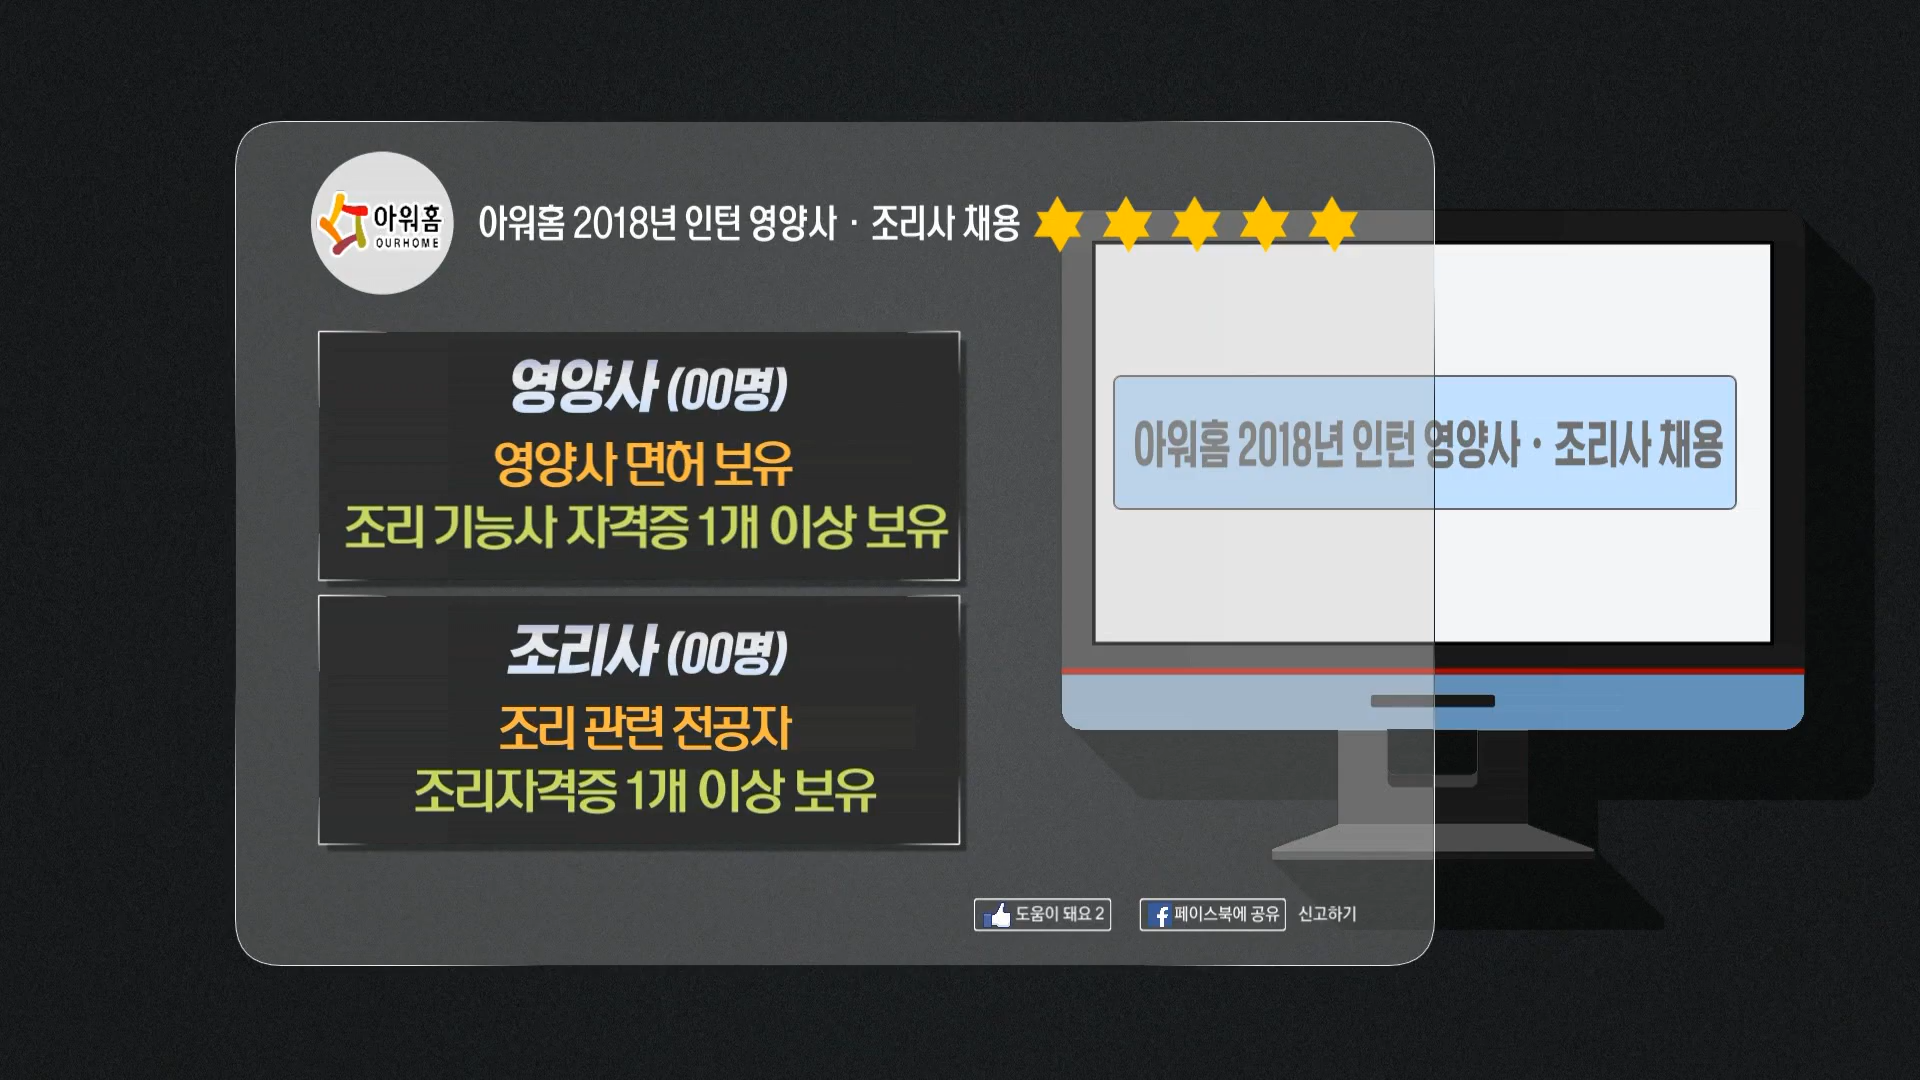 아워홈
OURHOME
아워홈 2018년 인턴 영양사 · 조리사 채용
영양사 (00명)
영양사 면허 보유
조리 기능사 자격증 1개 이상 보유
조리사 (00명)
조리 관련 전공자
조리자격증 1개 이상 보유
아워홈 2018년 인턴 영양사 · 조리사 채용
도움이 돼요 2
f 페이스북에 공유
신고하기